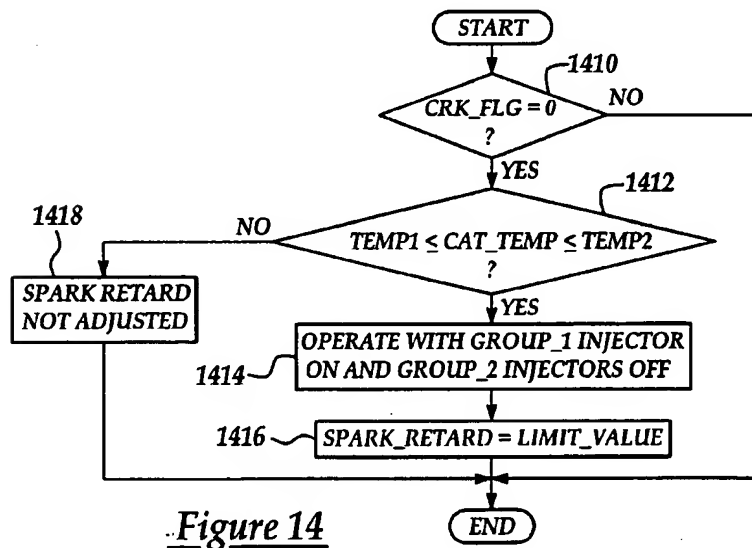 START
1410
CRK_FLG = 0
?
NO
YES
1412
TEMP1 ≤ CAT_TEMP ≤ TEMP2
?
NO
1418
SPARK RETARD
NOT ADJUSTED
YES
OPERATE WITH GROUP_1 INJECTOR
ON AND GROUP_2 INJECTORS OFF
1414
1416
SPARK_RETARD = LIMIT_VALUE
END
Figure 14